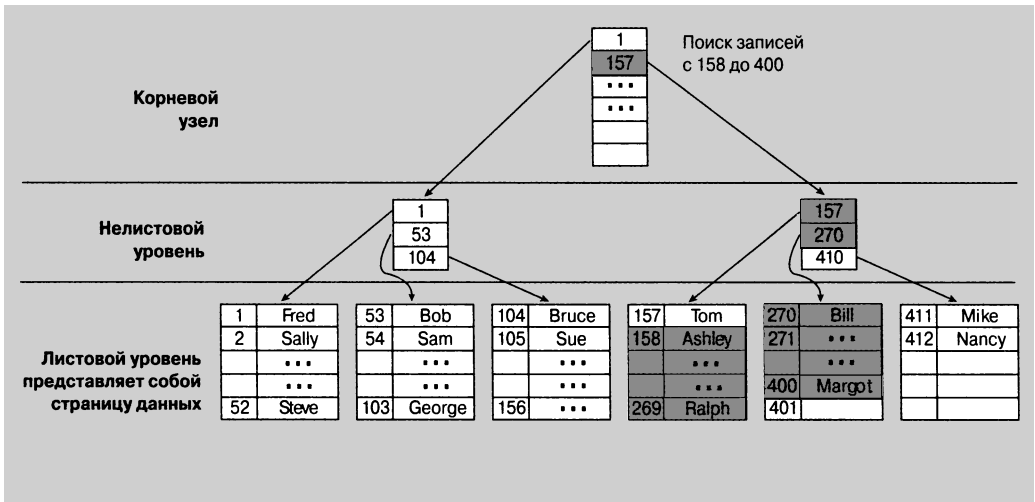 1
157
...
...
Поиск записей
с 158 до 400
Корневой
узел
Нелистовой
уровень
1
53
104
157
270
410
Листовой уровень
представляет собой
страницу данных
1 Fred
2 Sally
...
...
52 Steve
53 Bob
54 Sam
...
...
103 George
104 Bruce
105 Sue
...
...
156 ...
157 Tom
158 Ashley
...
...
269 Ralph
270 Bill
271 ...
...
400 Margot
401
411 Mike
412 Nancy